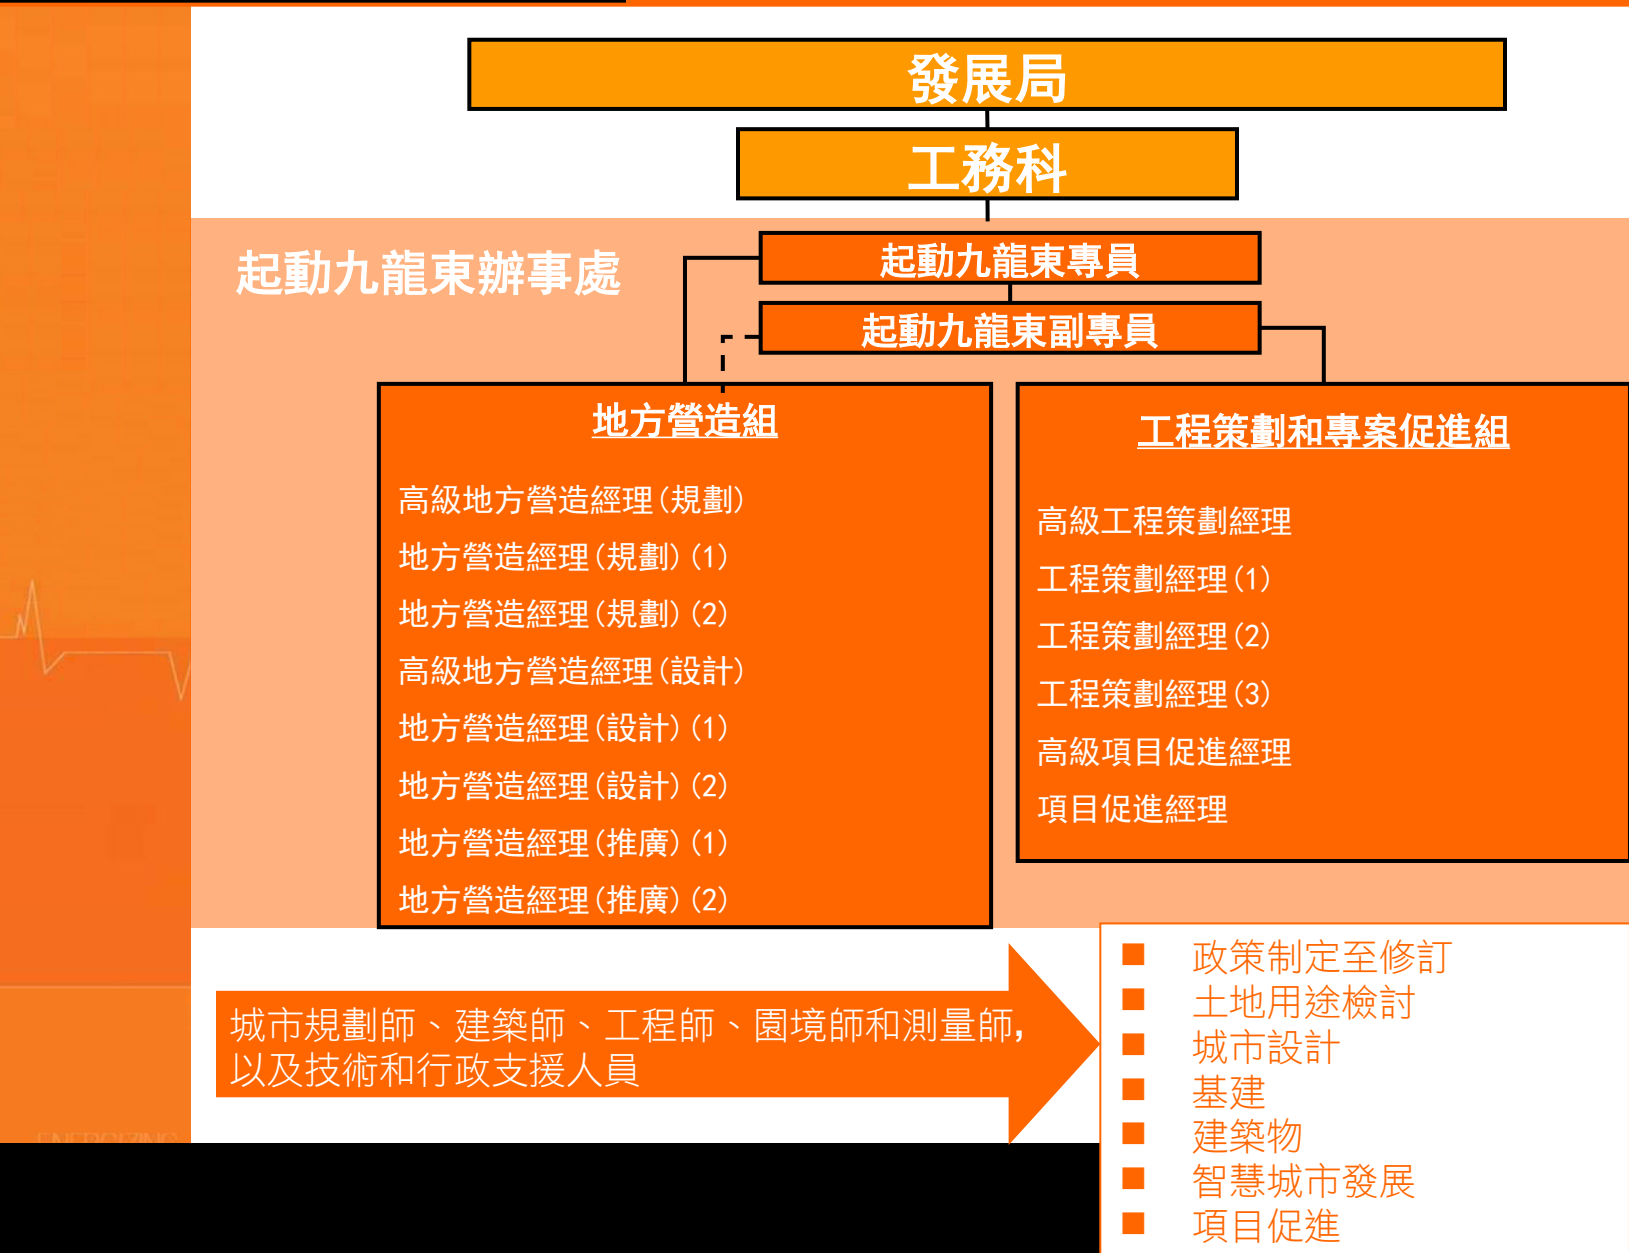 發展局
工務科
起動九龍東辦事處
起動九龍東專員
起動九龍東副專員
地方營造組
高級地方營造經理(規劃)
地方營造經理(規劃)(1)
地方營造經理(規劃)(2)
高級地方營造經理(設計)
地方營造經理(設計)(1)
地方營造經理(設計)(2)
地方營造經理(推廣)(1)
地方營造經理(推廣)(2)
工程策劃和專案促進組
高級工程策劃經理
工程策劃經理(1)
工程策劃經理(2)
工程策劃經理(3)
高級項目促進經理
項目促進經理
城市規劃師、建築師、工程師、園境師和測量師,
以及技術和行政支援人員
■ 政策制定至修訂
■ 土地用途檢討
■ 城市設計
■ 基建
■ 建築物
■ 智慧城市發展
■ 項目促進
ENERGIZING